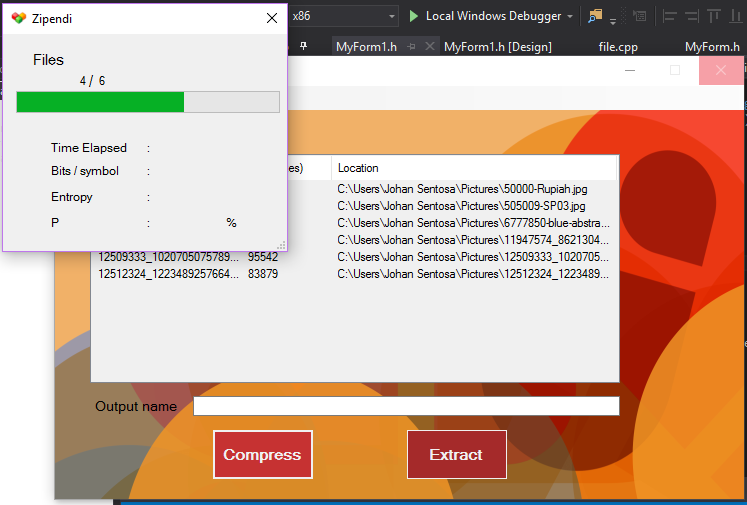 Zipendi
x86
Local Windows Debugger
MyForm1.h
MyForm1.h [Design]
file.cpp
MyForm.h
Files
4 / 6
Time Elapsed :
Bits / symbol :
Entropy :
P : %
es)
Location
C:\Users\Johan Sentosa\Pictures\50000-Rupiah.jpg
C:\Users\Johan Sentosa\Pictures\505009-SP03.jpg
C:\Users\Johan Sentosa\Pictures\6777850-blue-abstra...
C:\Users\Johan Sentosa\Pictures\11947574_8621304...
12509333_1020705075789... 95542 C:\Users\Johan Sentosa\Pictures\12509333_102070​5...
12512324_1223489257664... 83879 C:\Users\Johan Sentosa\Pictures\12512324_1223489...
Output name
Compress
Extract